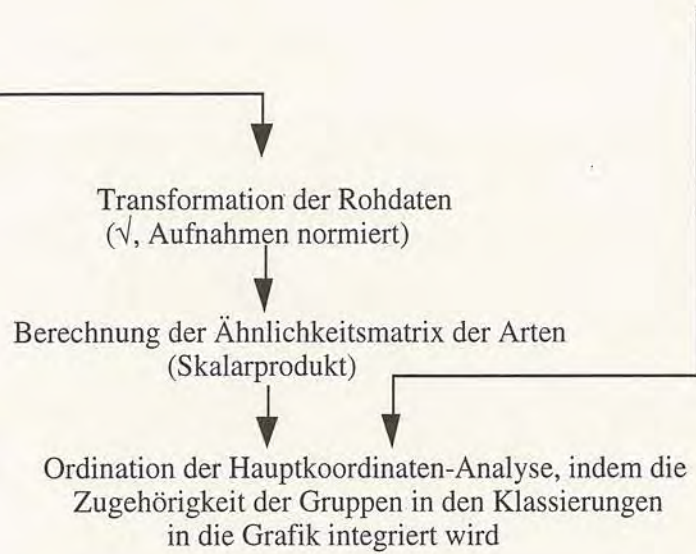 Transformation der Rohdaten
(√, Aufnahmen normiert)
Berechnung der Ähnlichkeitsmatrix der Arten
(Skalarprodukt)
Ordination der Hauptkoordinaten-Analyse, indem die
Zugehörigkeit der Gruppen in den Klassierungen
in die Grafik integriert wird